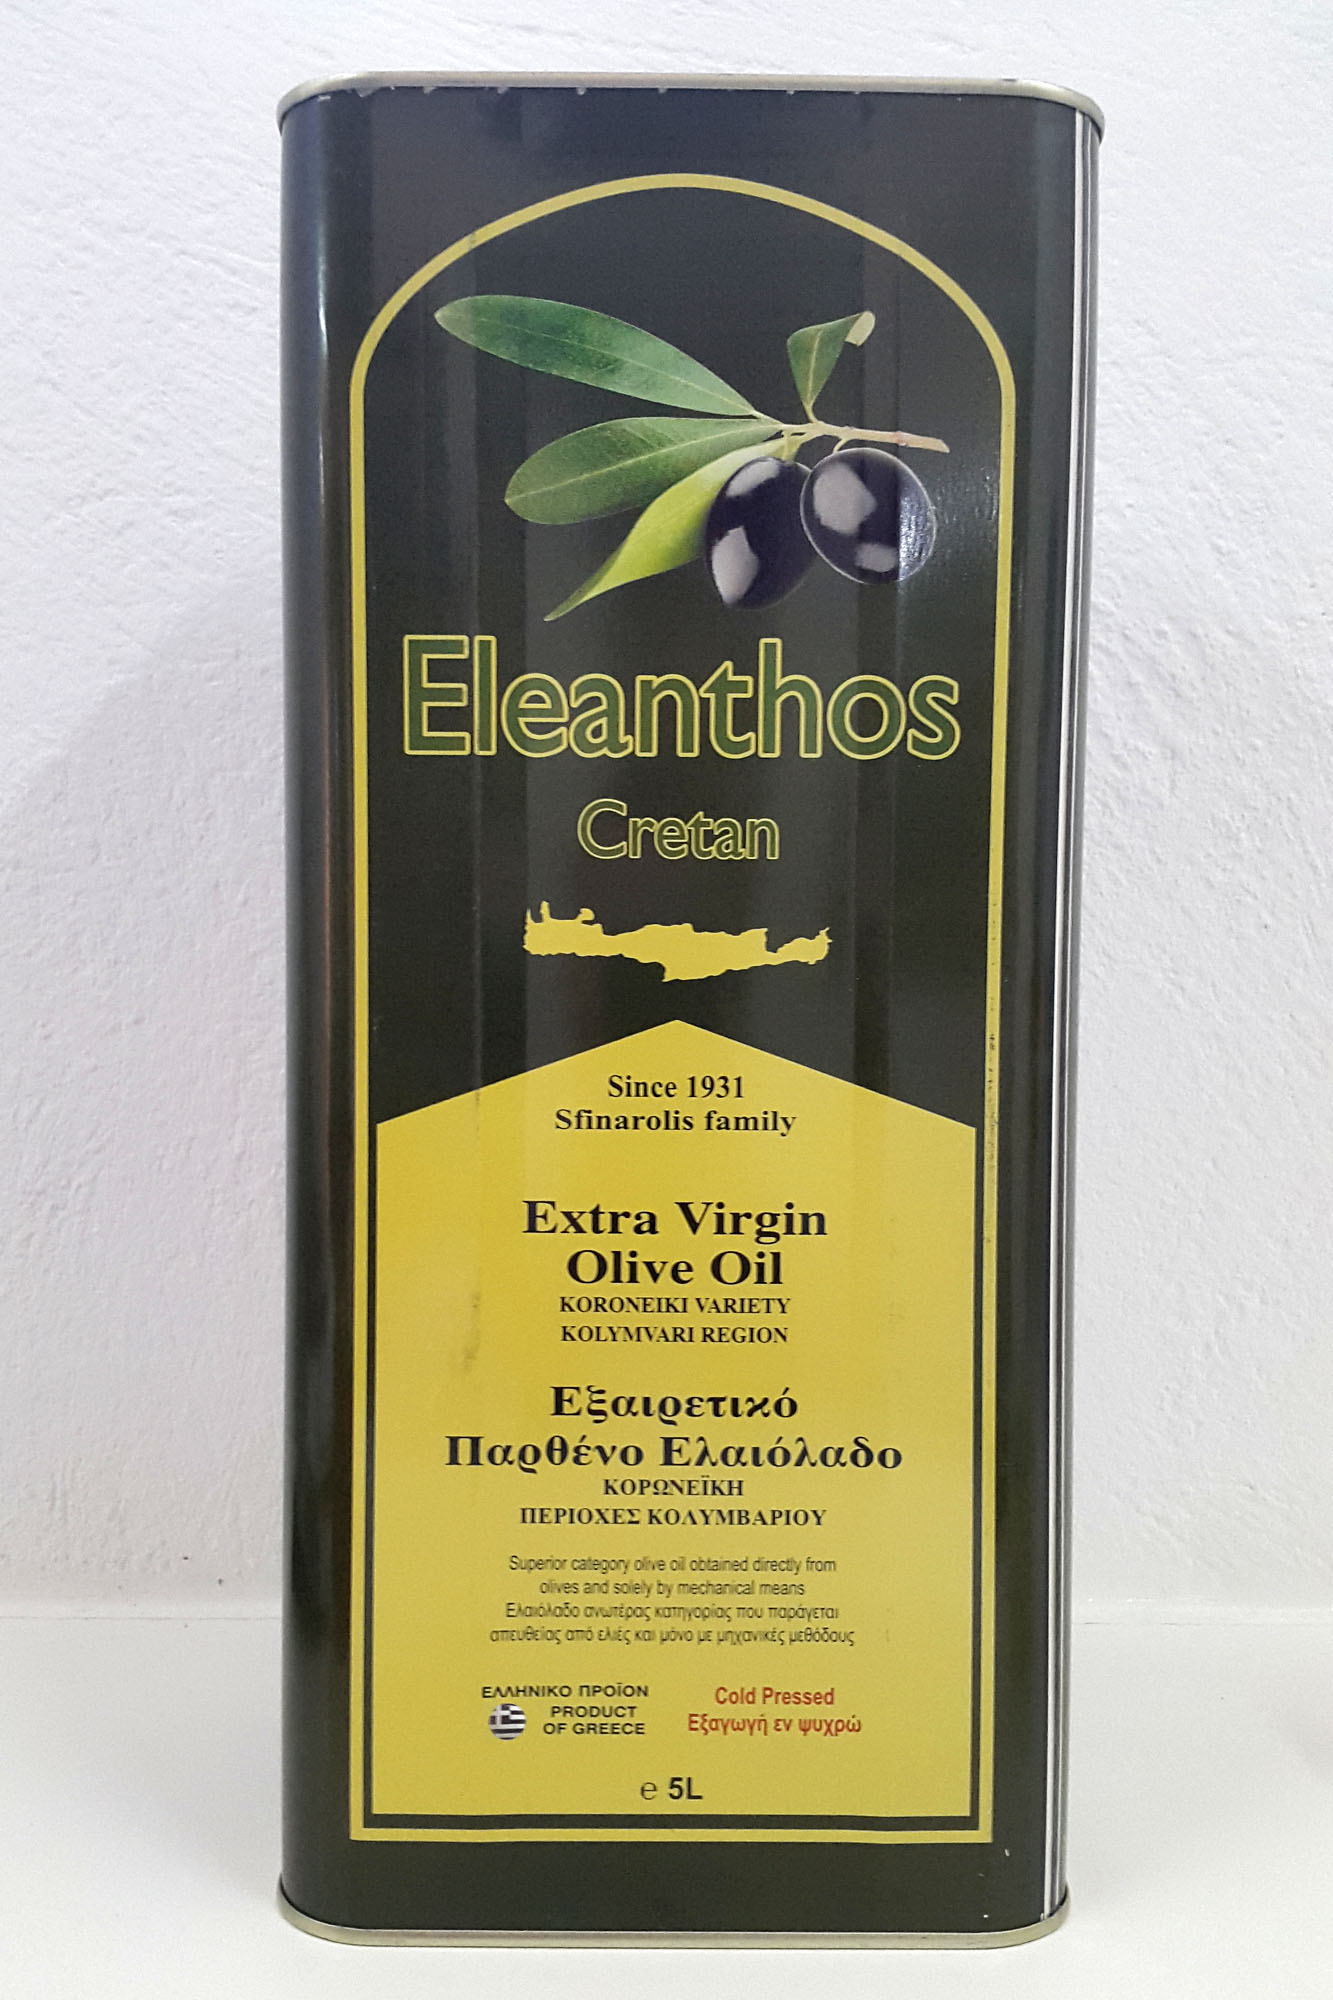 Eleanthos
Cretan
Since 1931
Sfinarolis family
Extra Virgin
Olive Oil
KORONEIKI VARIETY
KOLYMVARI REGION
Εξαιρετικό
Παρθένο Ελαιόλαδο
ΚΟΡΩΝΕΪΚΗ
ΠΕΡΙΟΧΕΣ ΚΟΛΥΜΒΑΡΙΟΥ
Superior category olive oil obtained directly from
olives and solely by mechanical means
Ελαιόλαδο ανωτέρας κατηγορίας που παράγεται
απευθείας από ελιές και μόνο με μηχανικές μεθόδους
ΕΛΛΗΝΙΚΟ ΠΡΟΪΟΝ
PRODUCT
OF GREECE
Cold Pressed
Εξαγωγή εν ψυχρώ
℮ 5L